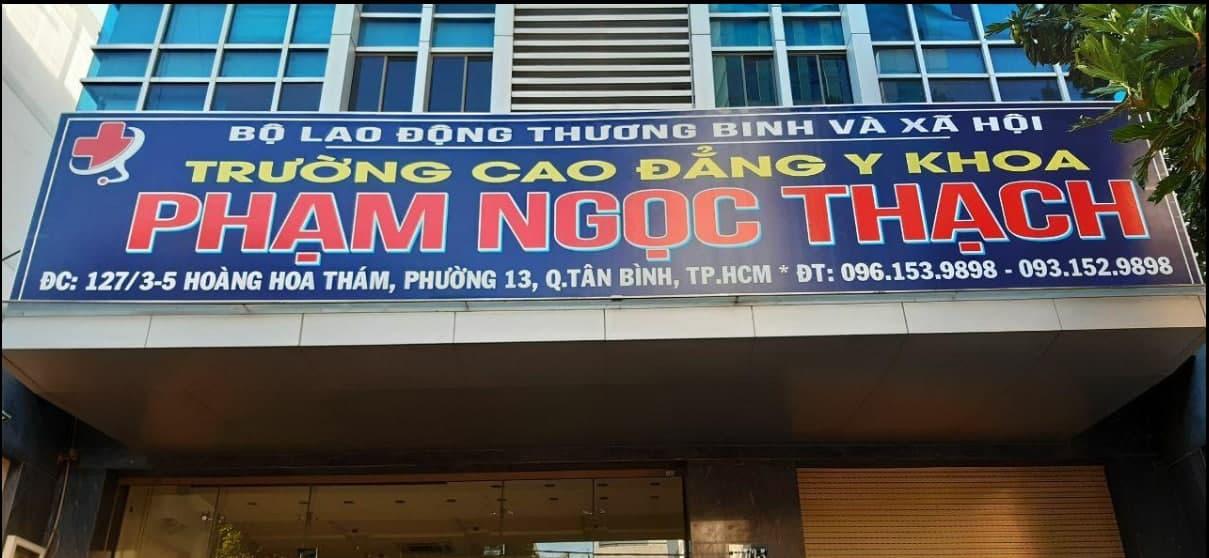 BỘ LAO ĐỘNG THƯƠNG BINH VÀ XÃ HỘI
TRƯỜNG CAO ĐẲNG Y KHOA
PHẠM NGỌC THẠCH
ĐC: 127/3-5 HOÀNG HOA THÁM, PHƯỜNG 13, Q.TÂN BÌNH, TP.HCM * ĐT: 096.153.9898 - 093.152.9898